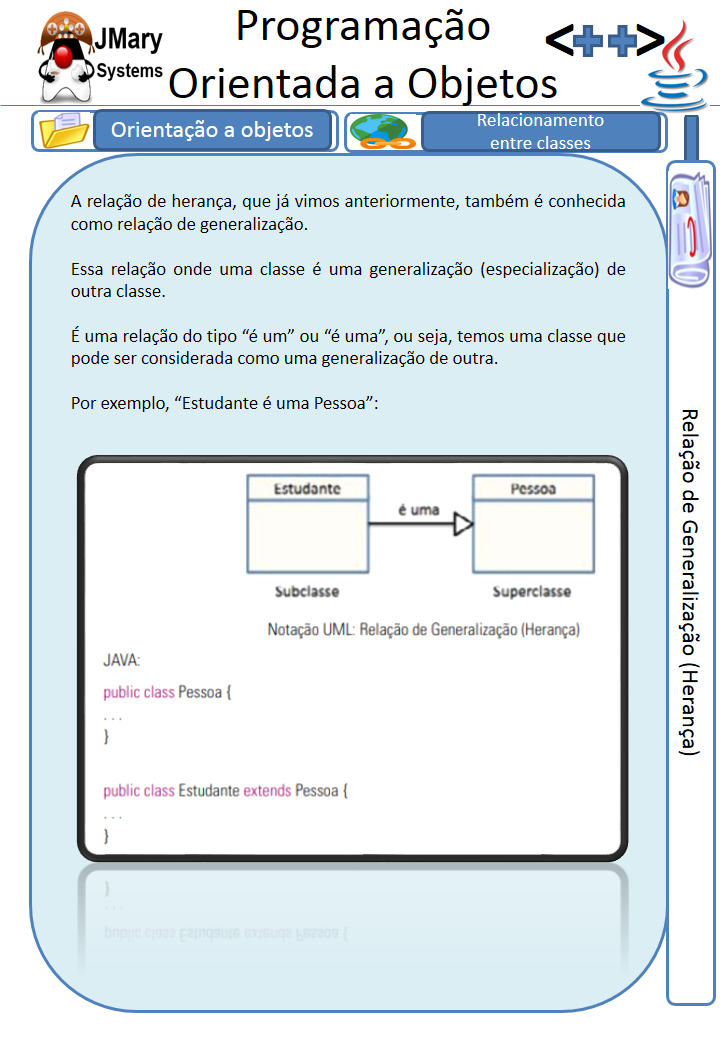 JMary
Systems
Programação
Orientada a Objetos
<++>
Orientação a objetos
Relacionamento
entre classes
A relação de herança, que já vimos anteriormente, também é conhecida
como relação de generalização.
Essa relação onde uma classe é uma generalização (especialização) de
outra classe.
É uma relação do tipo “é um” ou “é uma”, ou seja, temos uma classe que
pode ser considerada como uma generalização de outra.
Por exemplo, “Estudante é uma Pessoa”:
Estudante
é uma
Pessoa
Subclasse
Superclasse
Notação UML: Relação de Generalização (Herança)
JAVA:
public class Pessoa {
. . .
}
public class Estudante extends Pessoa {
. . .
}
Relação de Generalização (Herança)